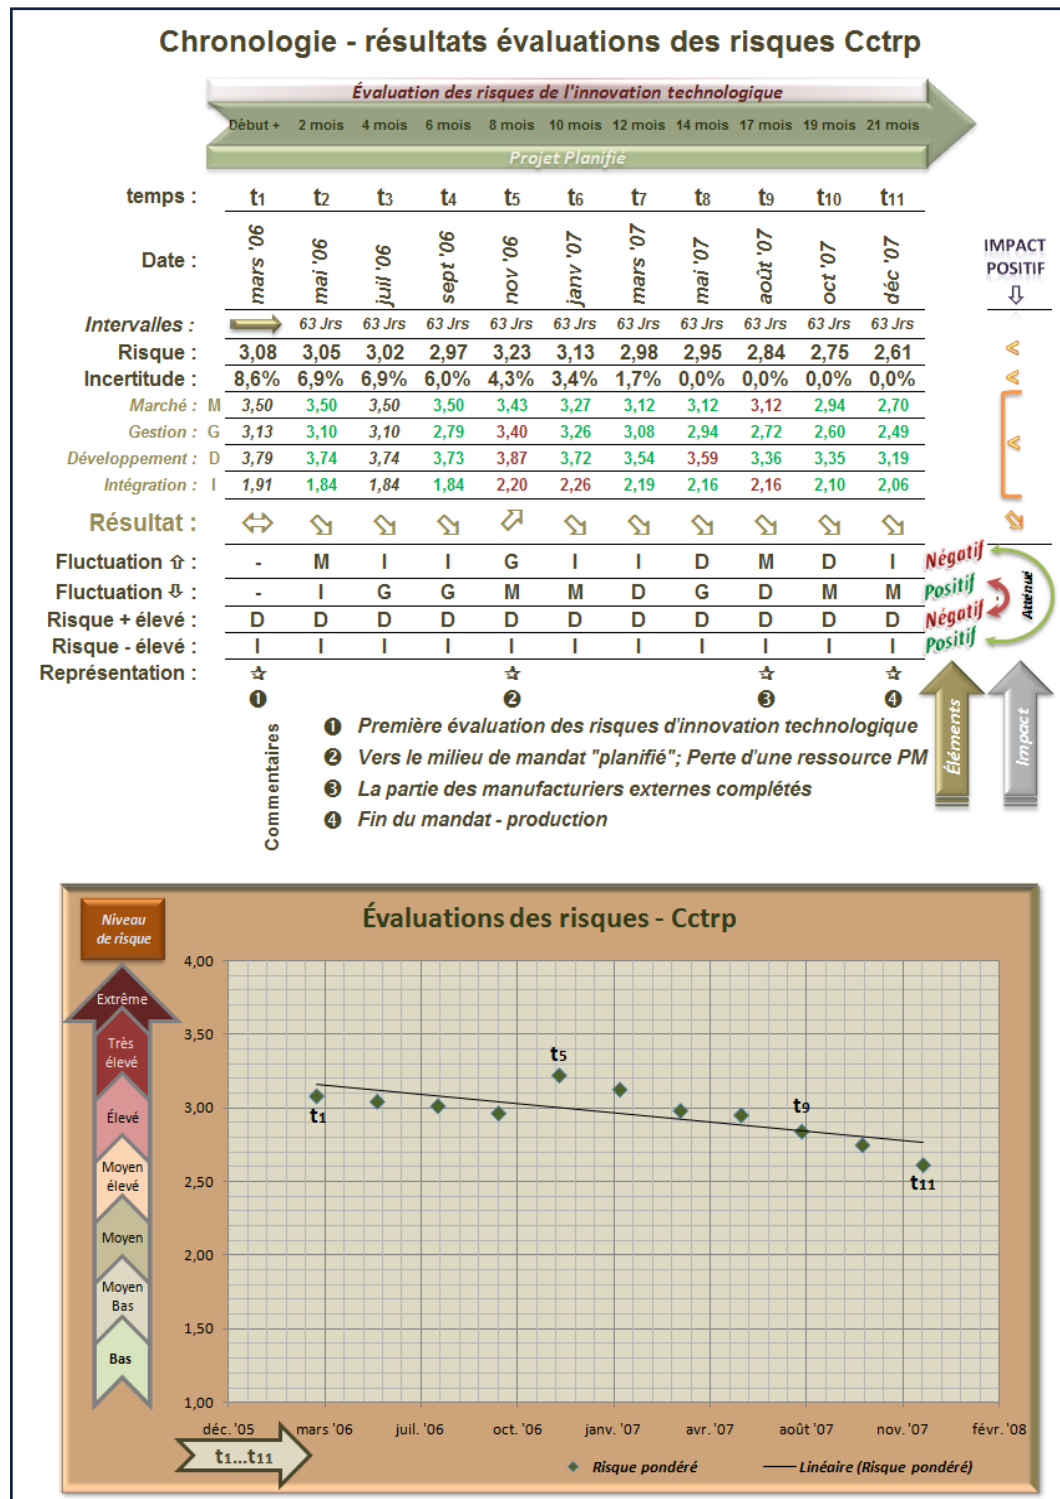 Chronologie - résultats évaluations des risques Cctrp
Évaluation des risques de l'innovation technologique
Début + 2 mois 4 mois 6 mois 8 mois 10 mois 12 mois 14 mois 17 mois 19 mois 21 mois
Projet Planifié
temps : t1 t2 t3 t4 t5 t6 t7 t8 t9 t10 t11
Date : mars '06 mai '06 juil '06 sept '06 nov '06 janv '07 mars '07 mai '07 août '07 oct '07 déc '07
IMPACT
POSITIF
Intervalles : 63 Jrs 63 Jrs 63 Jrs 63 Jrs 63 Jrs 63 Jrs 63 Jrs 63 Jrs 63 Jrs 63 Jrs
Risque : 3,08 3,05 3,02 2,97 3,23 3,13 2,98 2,95 2,84 2,75 2,61 <
Incertitude : 8,6% 6,9% 6,9% 6,0% 4,3% 3,4% 1,7% 0,0% 0,0% 0,0% 0,0% <
Marché : M 3,50 3,50 3,50 3,50 3,43 3,27 3,12 3,12 3,12 2,94 2,70
Gestion : G 3,13 3,10 3,10 2,79 3,40 3,26 3,08 2,94 2,72 2,60 2,49 <
Développement : D 3,79 3,74 3,74 3,73 3,87 3,72 3,54 3,59 3,36 3,35 3,19
Intégration : I 1,91 1,84 1,84 1,84 2,20 2,26 2,19 2,16 2,16 2,10 2,06
Résultat :
Fluctuation ⇧ : - M I I G I I D M D I Négatif
Fluctuation ⇩ : - I G G M M D G D M M Positif
Risque + élevé : D D D D D D D D D D D Négatif
Risque - élevé : I I I I I I I I I I I Positif
Atténué
Représentation : ☆ ☆ ☆ ☆
❶ ❷ ❸ ❹
Commentaires
❶ Première évaluation des risques d'innovation technologique
❷ Vers le milieu de mandat "planifié"; Perte d'une ressource PM
❸ La partie des manufacturiers externes complétés
❹ Fin du mandat - production
Éléments
Impact
Niveau
de risque
Évaluations des risques - Cctrp
Extrême
Très
élevé
Élevé
Moyen
élevé
Moyen
Moyen
Bas
Bas
4,00
3,50
3,00
2,50
2,00
1,50
1,00
t1
t5
t9
t11
déc. '05 mars '06 juil. '06 oct. '06 janv. '07 avr. '07 août '07 nov. '07 févr. '08
t1...t11
Risque pondéré
Linéaire (Risque pondéré)